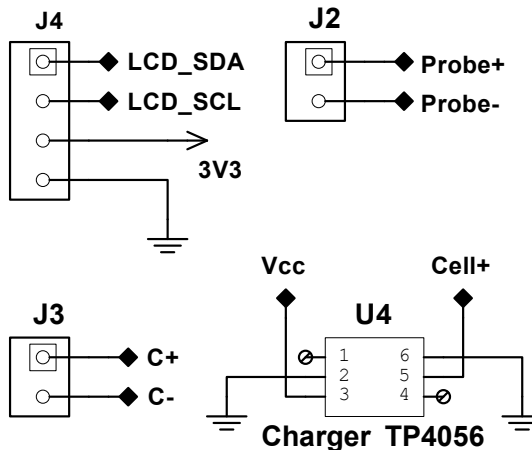 J4
LCD_SDA
LCD_SCL
3V3
J2
Probe+
Probe-
J3
C+
C-
Vcc
Cell+
U4
1 6
2 5
3 4
Charger TP4056